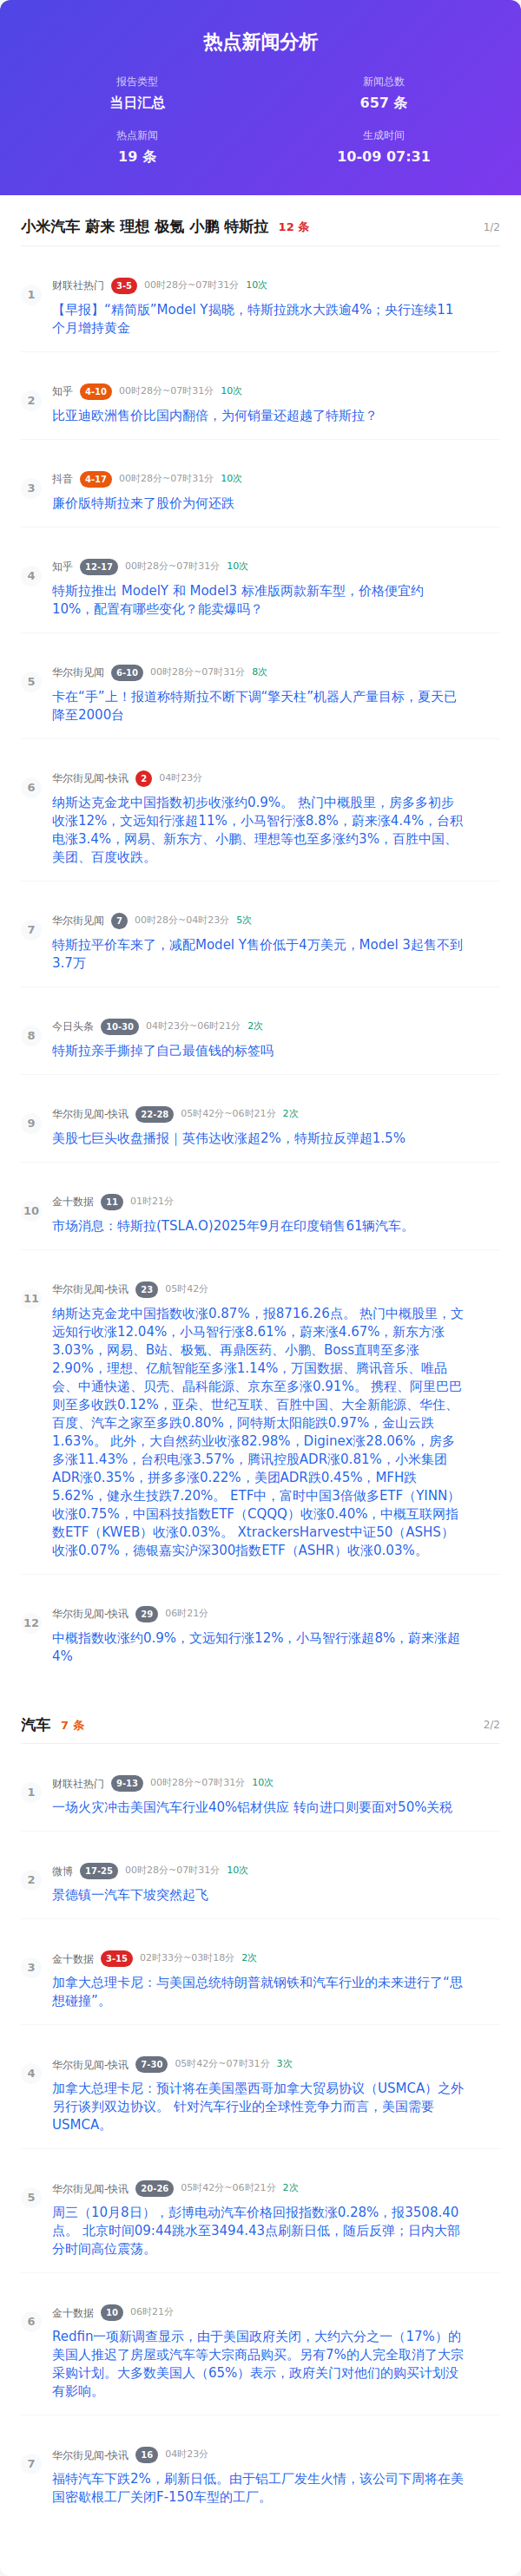 热点新闻分析
报告类型
当日汇总
新闻总数
657 条
热点新闻
19 条
生成时间
10-09 07:31
小米汽车 蔚来 理想 极氪 小鹏 特斯拉 12 条 1/2
1
财联社热门 3-5 00时28分~07时31分 10次
【早报】“精简版”Model Y揭晓，特斯拉跳水大跌逾4%；央行连续11
个月增持黄金
2
知乎 4-10 00时28分~07时31分 10次
比亚迪欧洲售价比国内翻倍，为何销量还超越了特斯拉？
3
抖音 4-17 00时28分~07时31分 10次
廉价版特斯拉来了股价为何还跌
4
知乎 12-17 00时28分~07时31分 10次
特斯拉推出 ModelY 和 Model3 标准版两款新车型，价格便宜约
10%，配置有哪些变化？能卖爆吗？
5
华尔街见闻 6-10 00时28分~07时31分 8次
卡在“手”上！报道称特斯拉不断下调“擎天柱”机器人产量目标，夏天已
降至2000台
6
华尔街见闻-快讯 2 04时23分
纳斯达克金龙中国指数初步收涨约0.9%。 热门中概股里，房多多初步
收涨12%，文远知行涨超11%，小马智行涨8.8%，蔚来涨4.4%，台积
电涨3.4%，网易、新东方、小鹏、理想等也至多涨约3%，百胜中国、
美团、百度收跌。
7
华尔街见闻 7 00时28分~04时23分 5次
特斯拉平价车来了，减配Model Y售价低于4万美元，Model 3起售不到
3.7万
8
今日头条 10-30 04时23分~06时21分 2次
特斯拉亲手撕掉了自己最值钱的标签吗
9
华尔街见闻-快讯 22-28 05时42分~06时21分 2次
美股七巨头收盘播报｜英伟达收涨超2%，特斯拉反弹超1.5%
10
金十数据 11 01时21分
市场消息：特斯拉(TSLA.O)2025年9月在印度销售61辆汽车。
11
华尔街见闻-快讯 23 05时42分
纳斯达克金龙中国指数收涨0.87%，报8716.26点。 热门中概股里，文
远知行收涨12.04%，小马智行涨8.61%，蔚来涨4.67%，新东方涨
3.03%，网易、B站、极氪、再鼎医药、小鹏、Boss直聘至多涨
2.90%，理想、亿航智能至多涨1.14%，万国数据、腾讯音乐、唯品
会、中通快递、贝壳、晶科能源、京东至多涨0.91%。 携程、阿里巴巴
则至多收跌0.12%，亚朵、世纪互联、百胜中国、大全新能源、华住、
百度、汽车之家至多跌0.80%，阿特斯太阳能跌0.97%，金山云跌
1.63%。 此外，大自然药业收涨82.98%，Diginex涨28.06%，房多
多涨11.43%，台积电涨3.57%，腾讯控股ADR涨0.81%，小米集团
ADR涨0.35%，拼多多涨0.22%，美团ADR跌0.45%，MFH跌
5.62%，健永生技跌7.20%。 ETF中，富时中国3倍做多ETF（YINN）
收涨0.75%，中国科技指数ETF（CQQQ）收涨0.40%，中概互联网指
数ETF（KWEB）收涨0.03%。 XtrackersHarvest中证50（ASHS）
收涨0.07%，德银嘉实沪深300指数ETF（ASHR）收涨0.03%。
12
华尔街见闻-快讯 29 06时21分
中概指数收涨约0.9%，文远知行涨12%，小马智行涨超8%，蔚来涨超
4%
汽车 7 条 2/2
1
财联社热门 9-13 00时28分~07时31分 10次
一场火灾冲击美国汽车行业40%铝材供应 转向进口则要面对50%关税
2
微博 17-25 00时28分~07时31分 10次
景德镇一汽车下坡突然起飞
3
金十数据 3-15 02时33分~03时18分 2次
加拿大总理卡尼：与美国总统特朗普就钢铁和汽车行业的未来进行了“思
想碰撞”。
4
华尔街见闻-快讯 7-30 05时42分~07时31分 3次
加拿大总理卡尼：预计将在美国墨西哥加拿大贸易协议（USMCA）之外
另行谈判双边协议。 针对汽车行业的全球性竞争力而言，美国需要
USMCA。
5
华尔街见闻-快讯 20-26 05时42分~06时21分 2次
周三（10月8日），彭博电动汽车价格回报指数涨0.28%，报3508.40
点。 北京时间09:44跳水至3494.43点刷新日低，随后反弹；日内大部
分时间高位震荡。
6
金十数据 10 06时21分
Redfin一项新调查显示，由于美国政府关闭，大约六分之一（17%）的
美国人推迟了房屋或汽车等大宗商品购买。另有7%的人完全取消了大宗
采购计划。大多数美国人（65%）表示，政府关门对他们的购买计划没
有影响。
7
华尔街见闻-快讯 16 04时23分
福特汽车下跌2%，刷新日低。由于铝工厂发生火情，该公司下周将在美
国密歇根工厂关闭F-150车型的工厂。